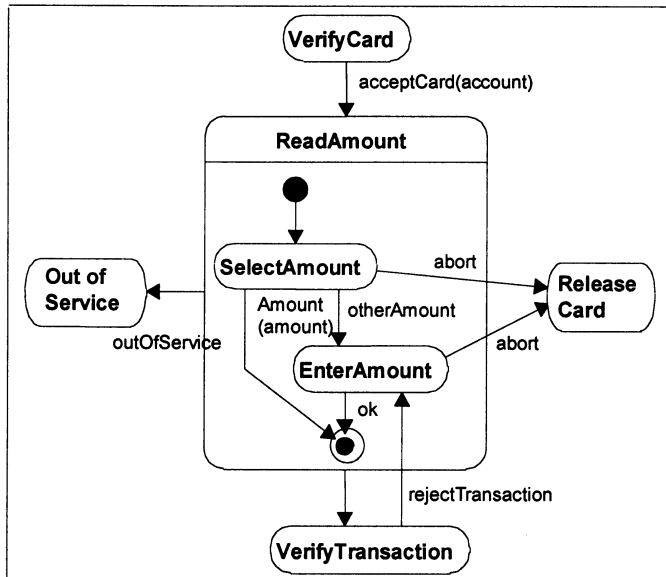 VerifyCard
acceptCard(account)
ReadAmount
SelectAmount
abort
Out of
Service
Release
Card
Amount
(amount)
otherAmount
outOfService
abort
EnterAmount
ok
rejectTransaction
VerifyTransaction